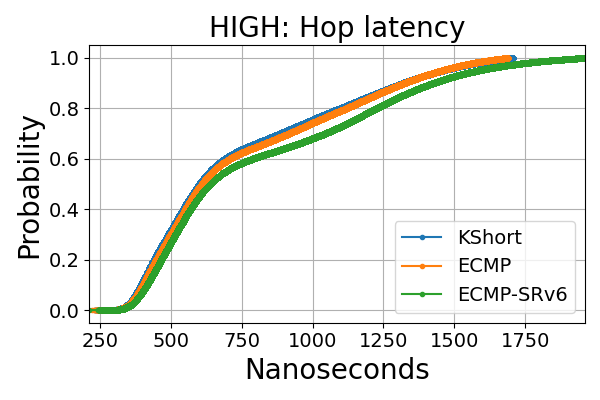 HIGH: Hop latency
Probability
1.0
0.8
0.6
0.4
0.2
0.0
KShort
ECMP
ECMP-SRv6
250 500 750 1000 1250 1500 1750
Nanoseconds